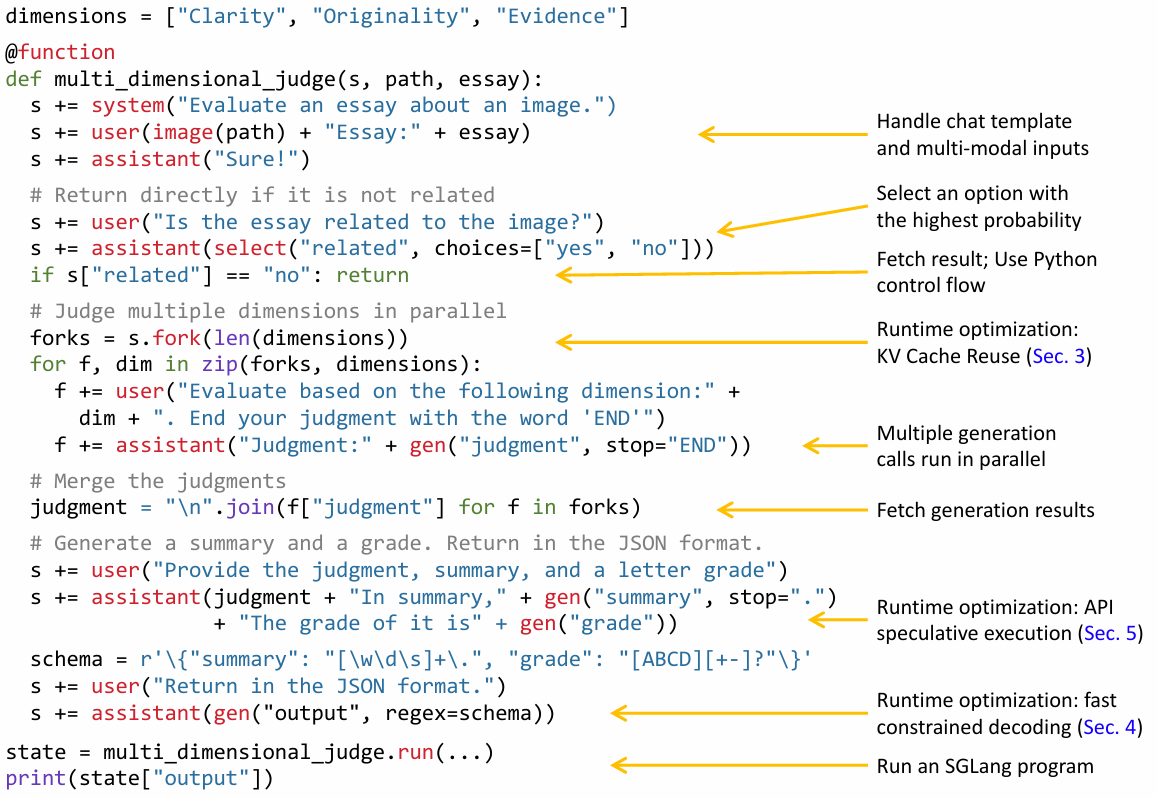 dimensions = ["Clarity", "Originality", "Evidence"]
@function
def multi_dimensional_judge(s, path, essay):
  s += system("Evaluate an essay about an image.")
  s += user(image(path) + "Essay:" + essay)
  s += assistant("Sure!")
Handle chat template
and multi-modal inputs
  # Return directly if it is not related
  s += user("Is the essay related to the image?")
  s += assistant(select("related", choices=["yes", "no"]))
  if s["related"] == "no": return
Select an option with
the highest probability
Fetch result; Use Python
control flow
  # Judge multiple dimensions in parallel
  forks = s.fork(len(dimensions))
  for f, dim in zip(forks, dimensions):
    f += user("Evaluate based on the following dimension:" +
      dim + ". End your judgment with the word 'END'")
    f += assistant("Judgment:" + gen("judgment", stop="END"))
Runtime optimization:
KV Cache Reuse (Sec. 3)
Multiple generation
calls run in parallel
  # Merge the judgments
  judgment = "\n".join(f["judgment"] for f in forks)
Fetch generation results
  # Generate a summary and a grade. Return in the JSON format.
  s += user("Provide the judgment, summary, and a letter grade")
  s += assistant(judgment + "In summary," + gen("summary", stop=".")
                 + "The grade of it is" + gen("grade"))
Runtime optimization: API
speculative execution (Sec. 5)
  schema = r'\{"summary": "[\w\d\s]+\.", "grade": "[ABCD][+-]?"\}'
  s += user("Return in the JSON format.")
  s += assistant(gen("output", regex=schema))
Runtime optimization: fast
constrained decoding (Sec. 4)
state = multi_dimensional_judge.run(...)
print(state["output"])
Run an SGLang program